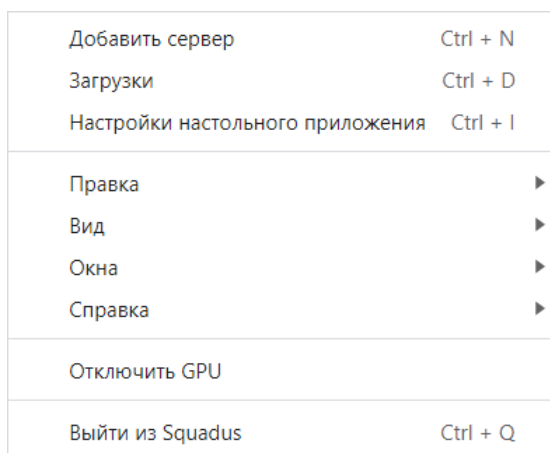 Добавить сервер Ctrl + N
Загрузки Ctrl + D
Настройки настольного приложения Ctrl + I
Правка
Вид
Окна
Справка
Отключить GPU
Выйти из Squadus Ctrl + Q